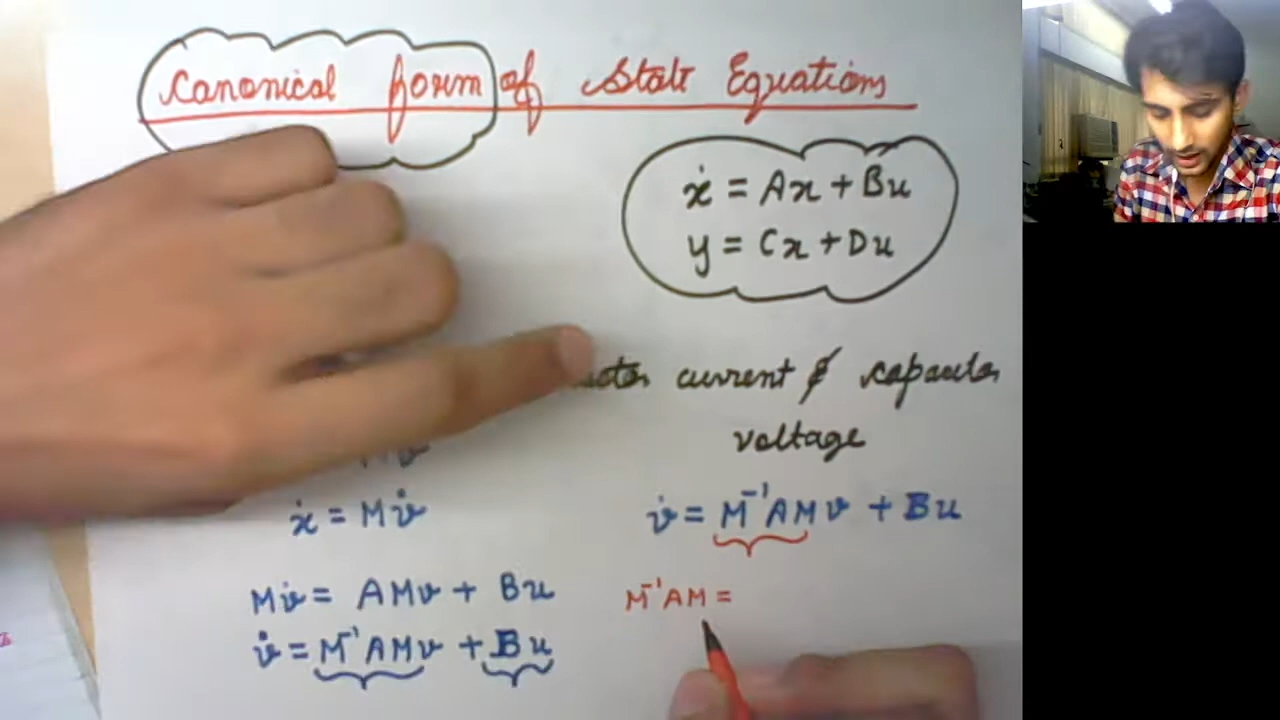 Canonical form of State Equations
ẋ = Ax + Bu
y = Cx + Du
current & capacitor
voltage
ẋ = Mv̇
v̇ = M⁻¹AMv + Bu
Mv̇ = AMv + Bu
M⁻¹AM =
v̇ = M⁻¹AMv + Bu